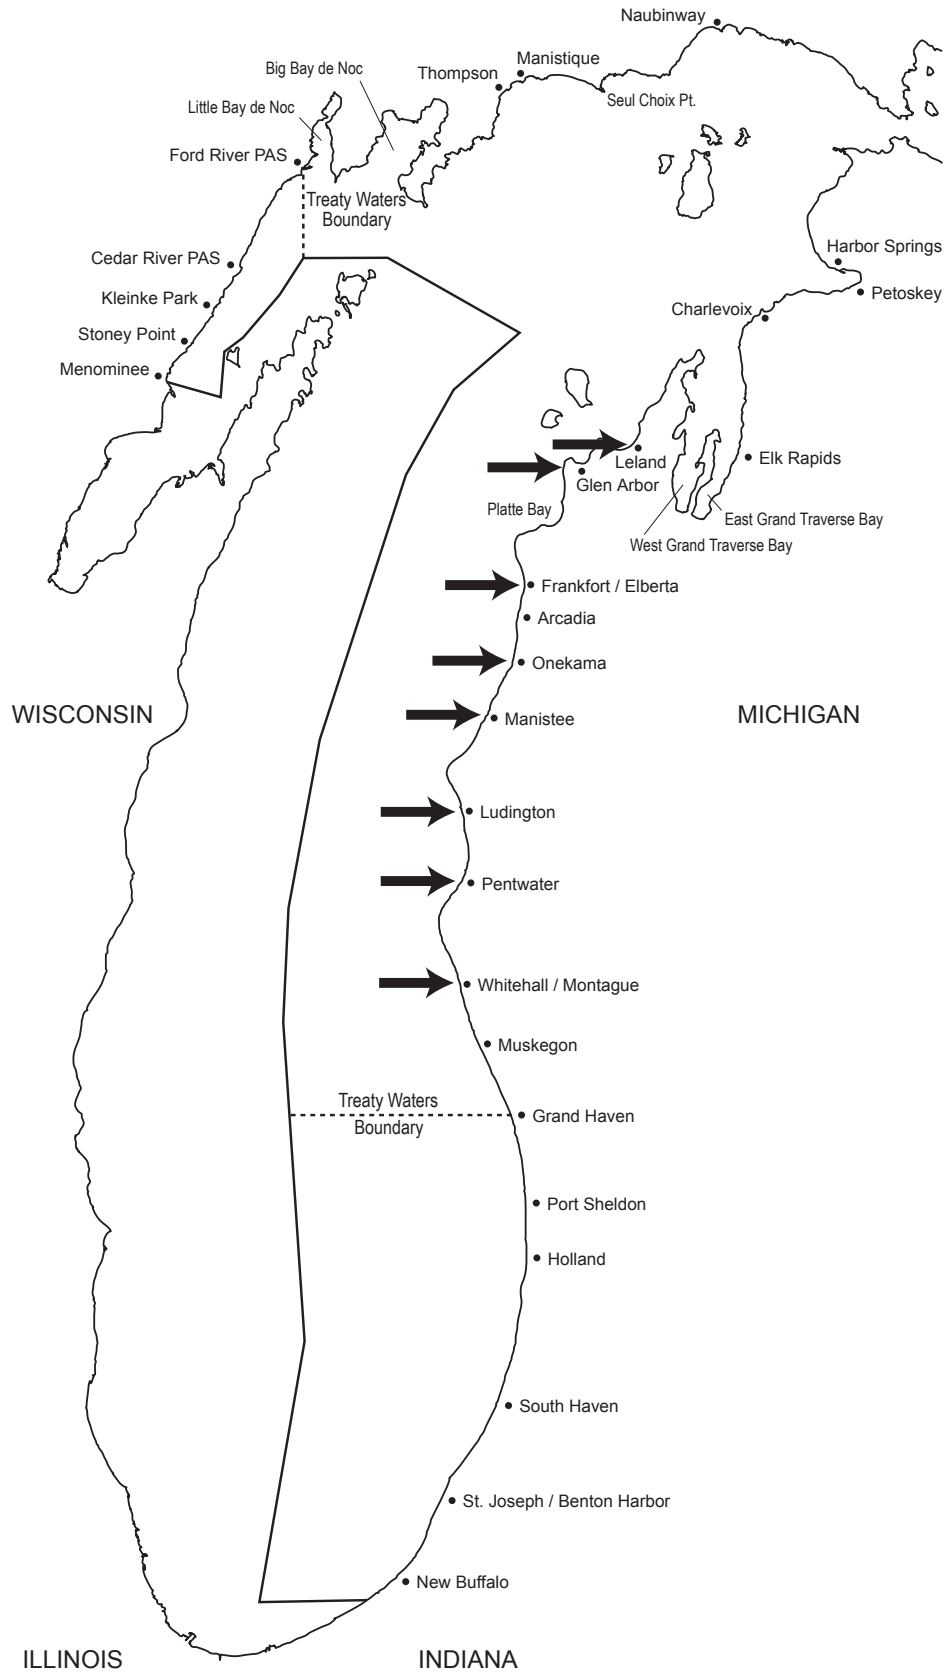 Naubinway
Manistique
Big Bay de Noc
Thompson
Little Bay de Noc
Seul Choix Pt.
Ford River PAS
Treaty Waters
Boundary
Harbor Springs
Cedar River PAS
Petoskey
Kleinke Park
Charlevoix
Stoney Point
Menominee
Leland
Elk Rapids
Glen Arbor
Platte Bay
East Grand Traverse Bay
West Grand Traverse Bay
Frankfort / Elberta
Arcadia
Onekama
WISCONSIN
MICHIGAN
Manistee
Ludington
Pentwater
Whitehall / Montague
Muskegon
Treaty Waters
Boundary
Grand Haven
Port Sheldon
Holland
South Haven
St. Joseph / Benton Harbor
New Buffalo
ILLINOIS
INDIANA